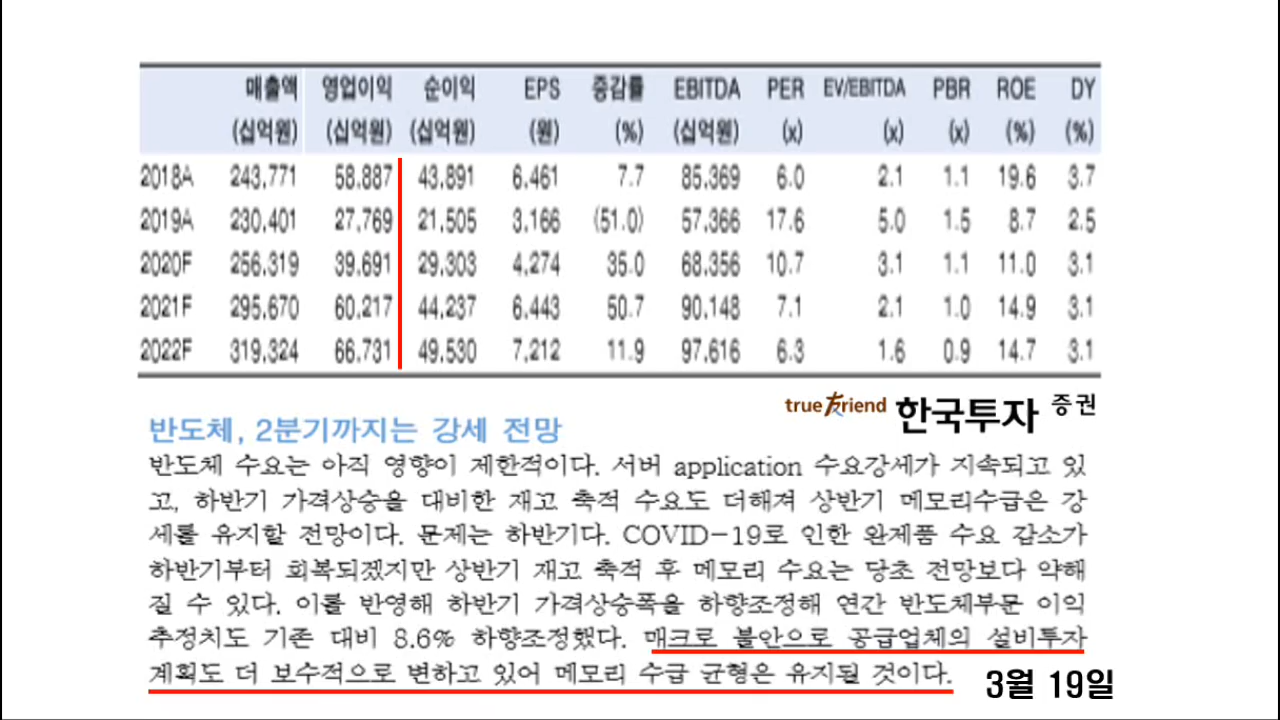 매출액 영업이익 순이익 EPS 증감률 EBITDA PER EV/EBITDA PBR ROE DY
(십억원) (십억원) (십억원) (원) (%) (십억원) (x) (x) (x) (%) (%)
2018A 243,771 58,887 43,891 6,461 7.7 85,369 6.0 2.1 1.1 19.6 3.7
2019A 230,401 27,769 21,505 3,166 (51.0) 57,366 17.6 5.0 1.5 8.7 2.5
2020F 256,319 39,691 29,303 4,274 35.0 68,356 10.7 3.1 1.1 11.0 3.1
2021F 295,670 60,217 44,237 6,443 50.7 90,148 7.1 2.1 1.0 14.9 3.1
2022F 319,324 66,731 49,530 7,212 11.9 97,616 6.3 1.6 0.9 14.7 3.1
true Friend 한국투자 증권
반도체, 2분기까지는 강세 전망
반도체 수요는 아직 영향이 제한적이다. 서버 application 수요강세가 지속되고 있
고, 하반기 가격상승을 대비한 재고 축적 수요도 더해져 상반기 메모리수급은 강
세를 유지할 전망이다. 문제는 하반기다. COVID-19로 인한 완제품 수요 감소가
하반기부터 회복되겠지만 상반기 재고 축적 후 메모리 수요는 당초 전망보다 약해
질 수 있다. 이를 반영해 하반기 가격상승폭을 하향조정해 연간 반도체부문 이익
추정치도 기존 대비 8.6% 하향조정했다. 매크로 불안으로 공급업체의 설비투자
계획도 더 보수적으로 변하고 있어 메모리 수급 균형은 유지될 것이다.
3월 19일